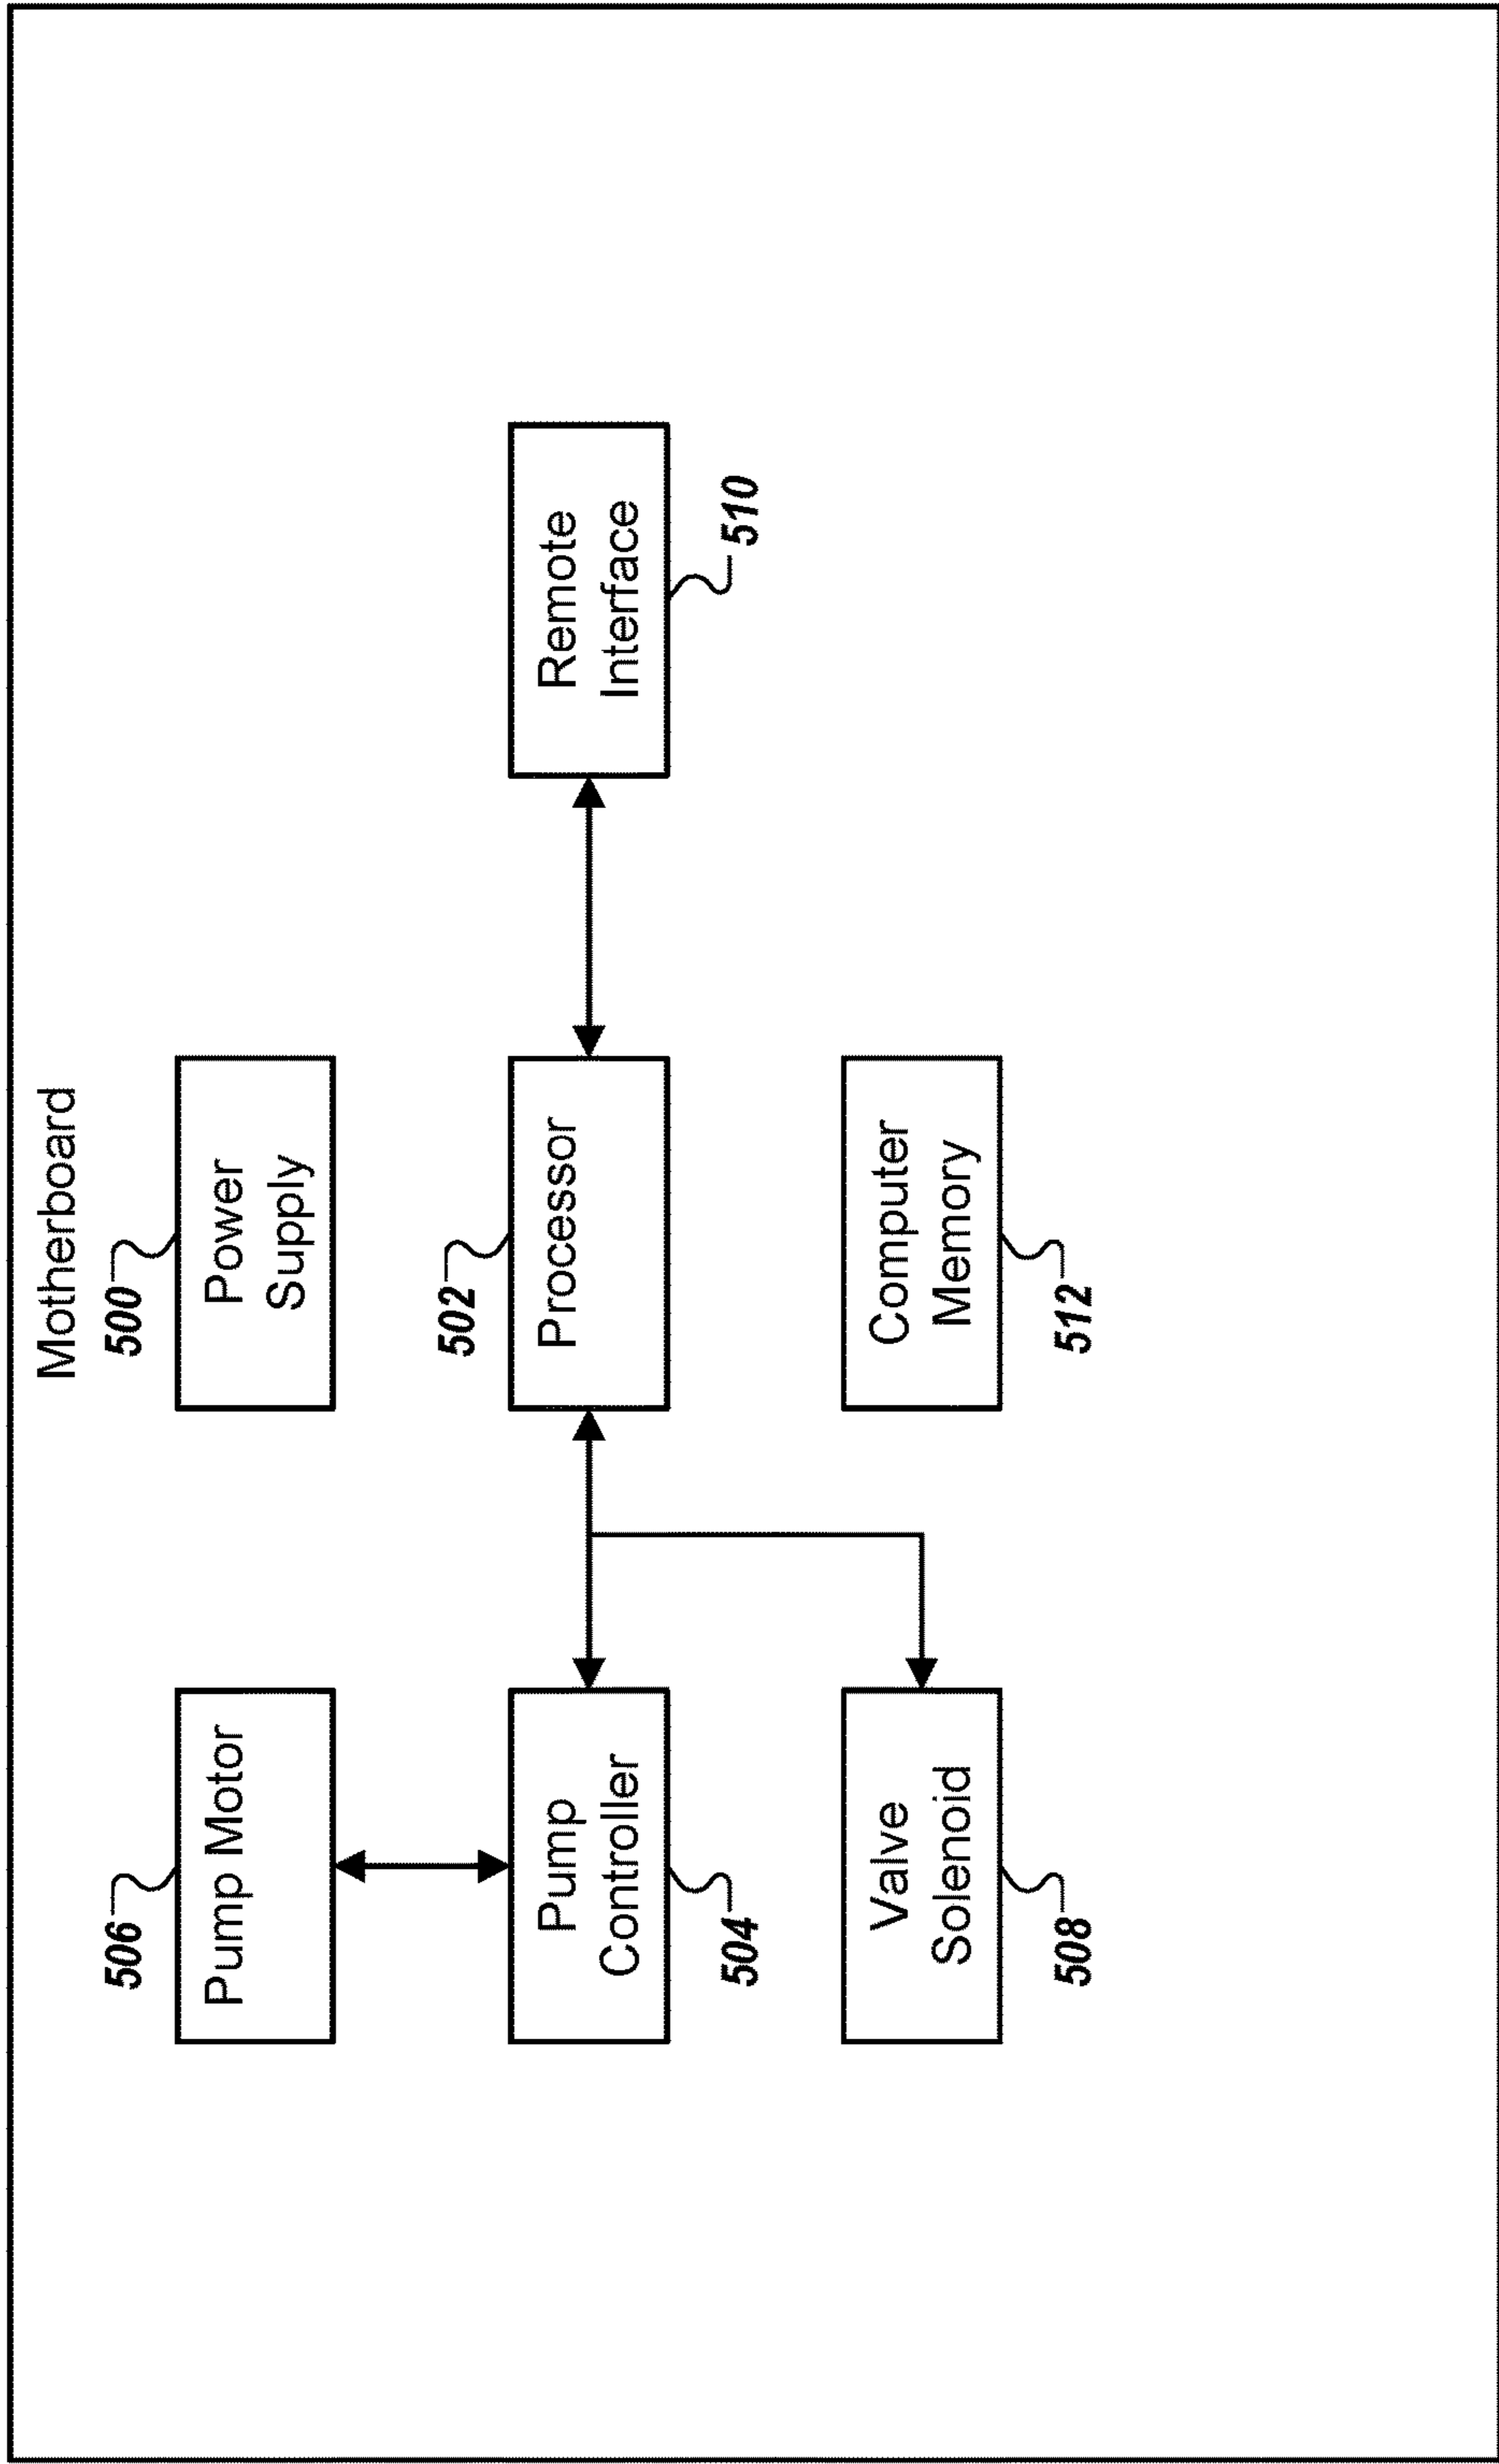 Motherboard
506
Pump Motor
500
Power
Supply
504
Pump
Controller
502
Processor
Remote
Interface
510
Valve
Solenoid
508
Computer
Memory
512